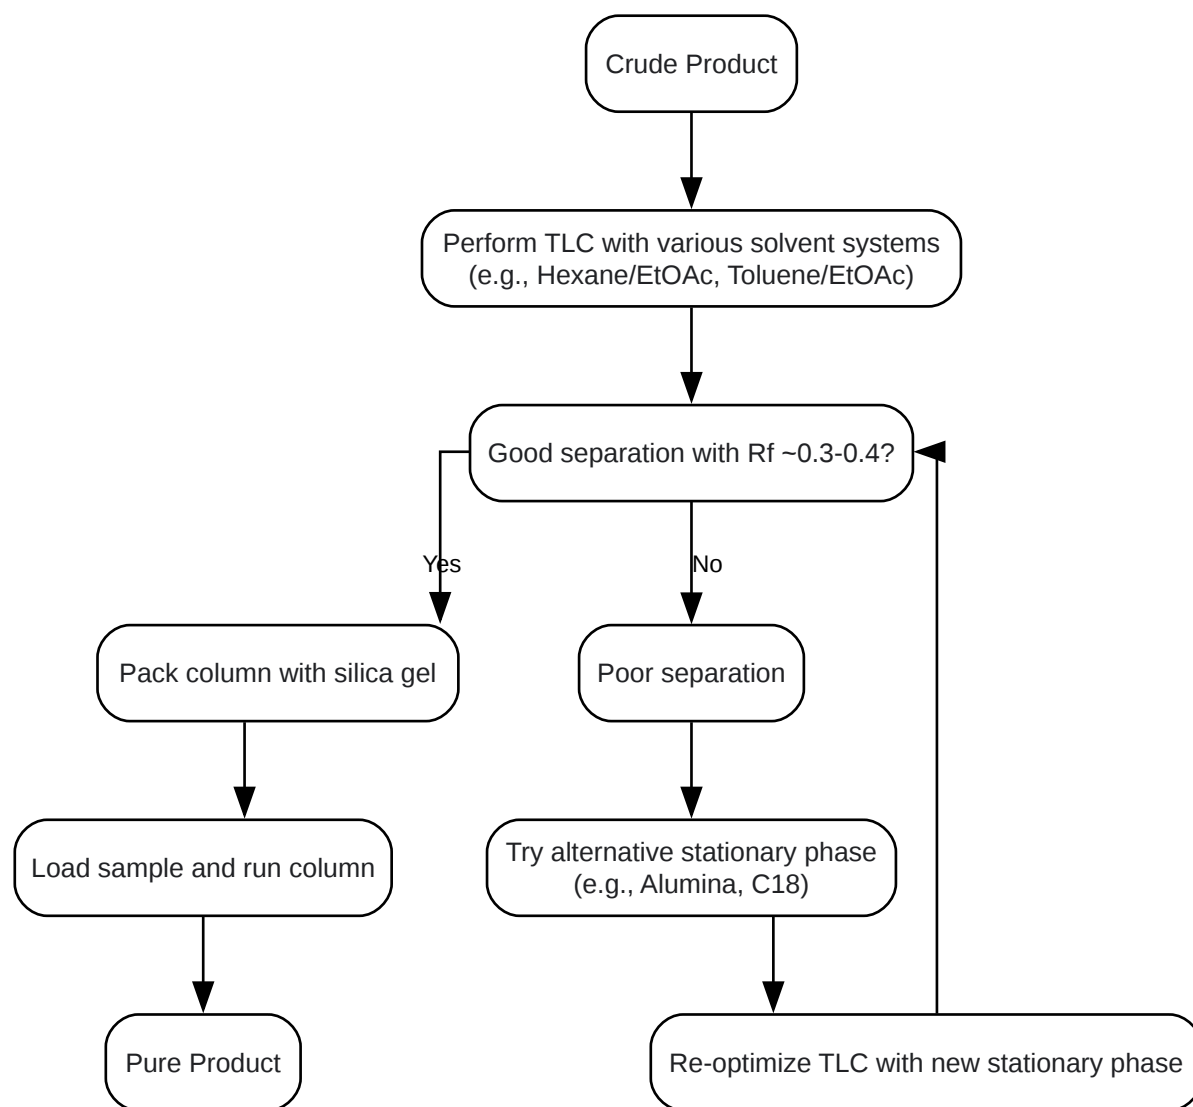 Crude Product
Perform TLC with various solvent systems
(e.g., Hexane/EtOAc, Toluene/EtOAc)
Good separation with Rf ~0.3-0.4?
Yes
No
Pack column with silica gel
Poor separation
Load sample and run column
Try alternative stationary phase
(e.g., Alumina, C18)
Pure Product
Re-optimize TLC with new stationary phase